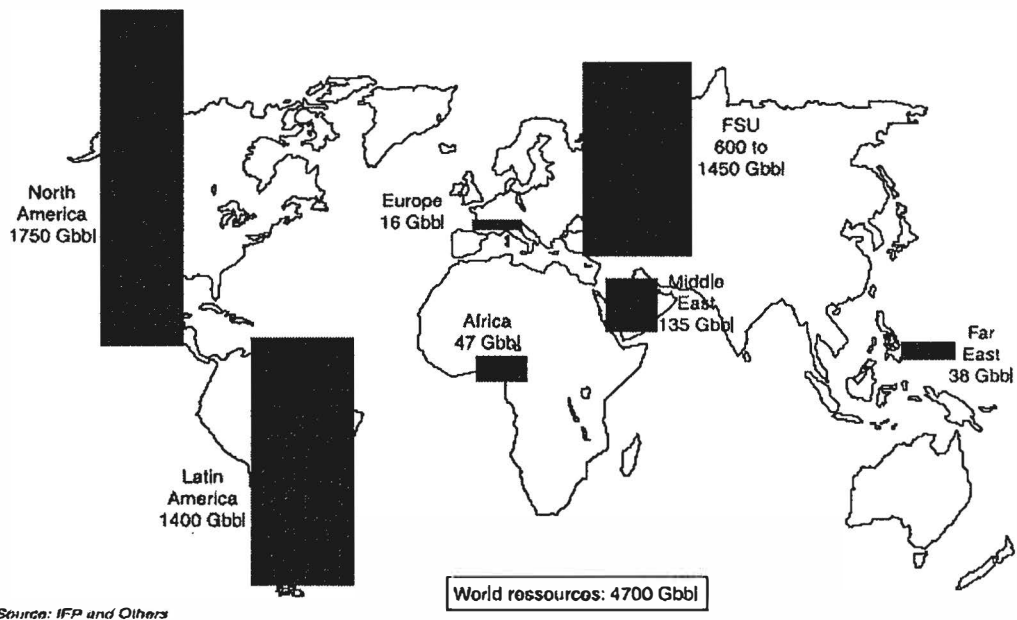 FSU
600 to
1450 Gbbl
North
America
1750 Gbbl
Europe
16 Gbbl
Middle
East
135 Gbbl
Africa
47 Gbbl
Far
East
38 Gbbl
Latin
America
1400 Gbbl
World ressources: 4700 Gbbl
Source: IFP and Others